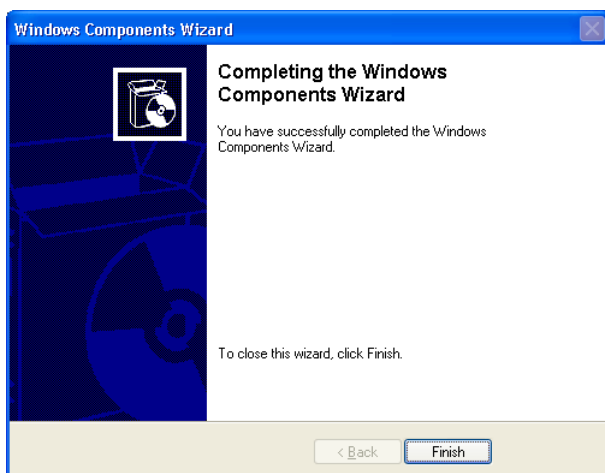 Windows Components Wizard
Completing the Windows
Components Wizard
You have successfully completed the Windows
Components Wizard.
To close this wizard, click Finish.
< Back
Finish